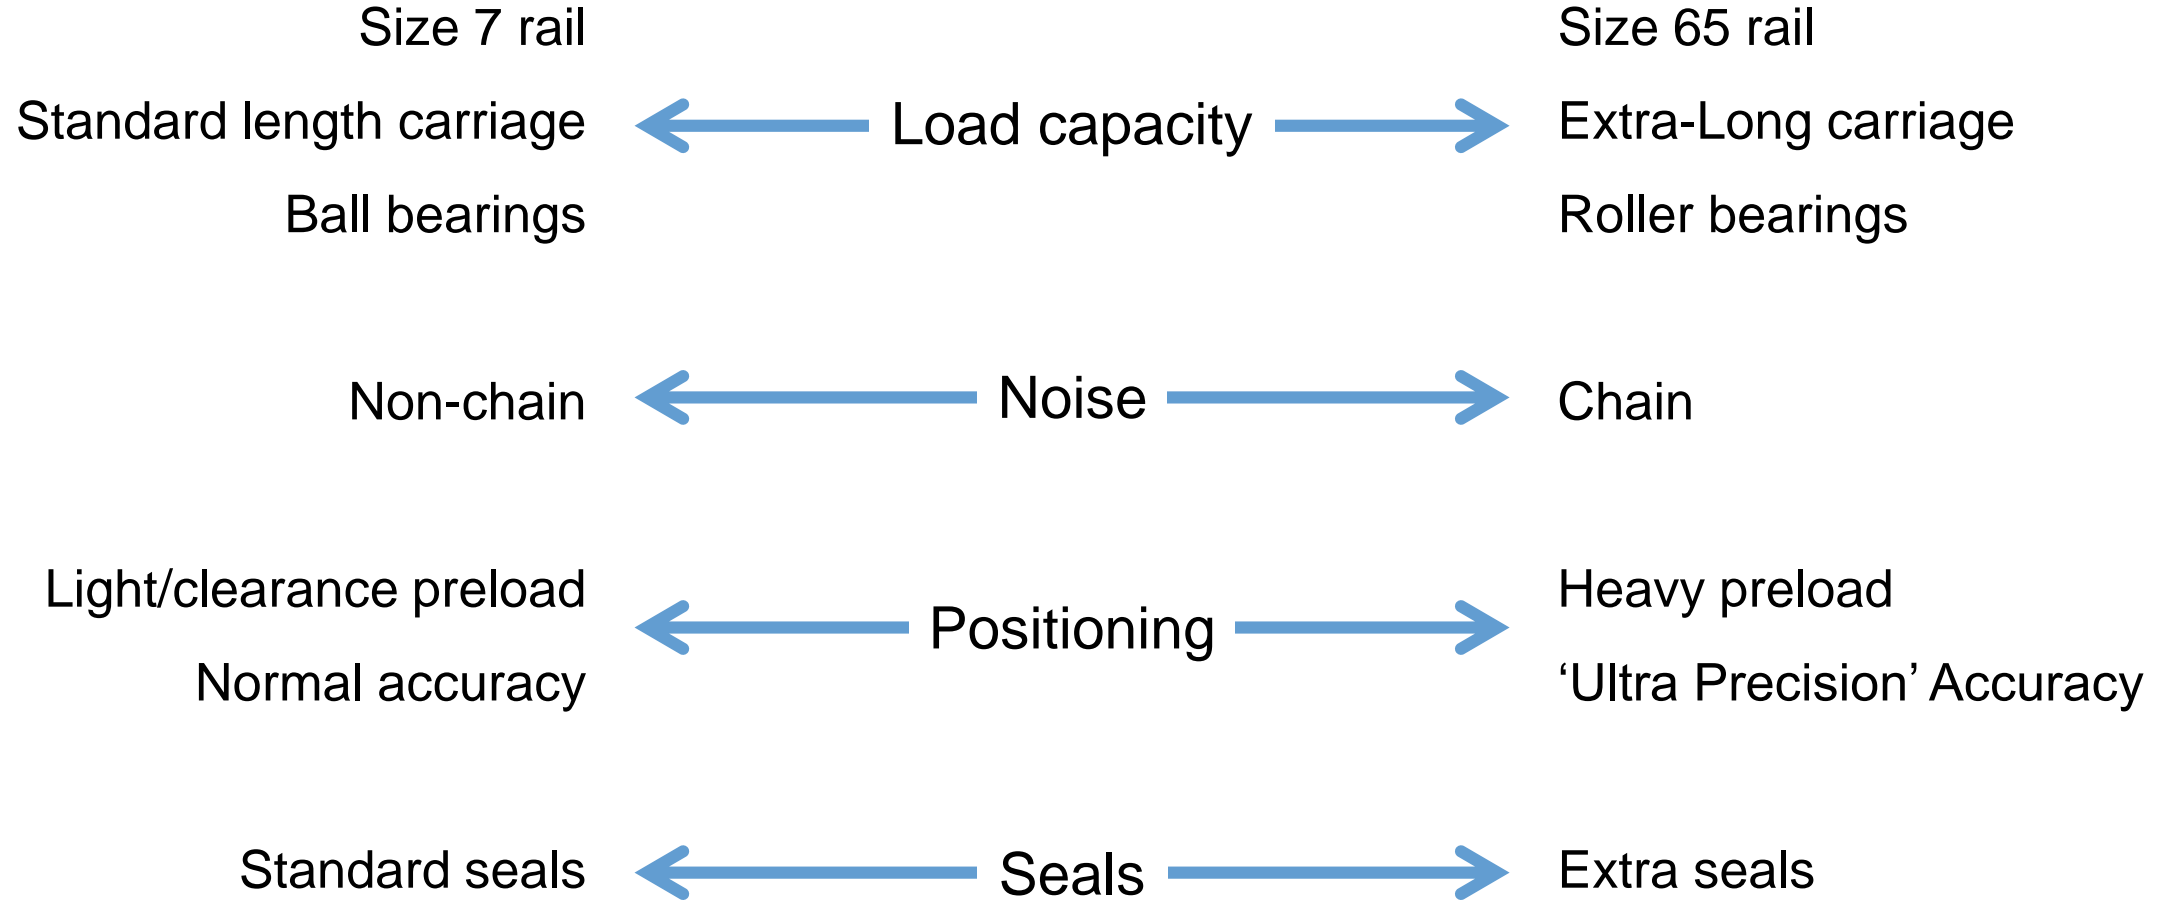 Size 7 rail
Size 65 rail
Standard length carriage
Load capacity
Extra-Long carriage
Ball bearings
Roller bearings
Non-chain
Noise
Chain
Light/clearance preload
Heavy preload
Positioning
Normal accuracy
‘Ultra Precision’ Accuracy
Standard seals
Seals
Extra seals